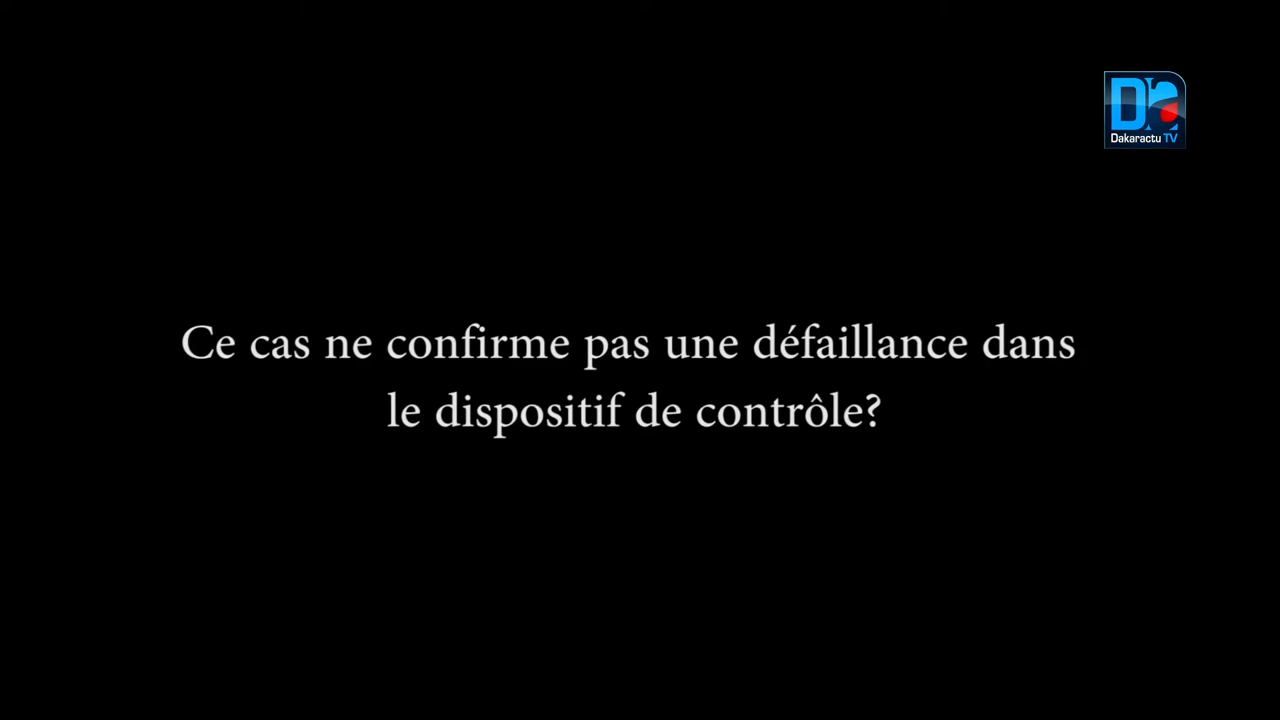 Dakaractu TV
Ce cas ne confirme pas une défaillance dans
le dispositif de contrôle?